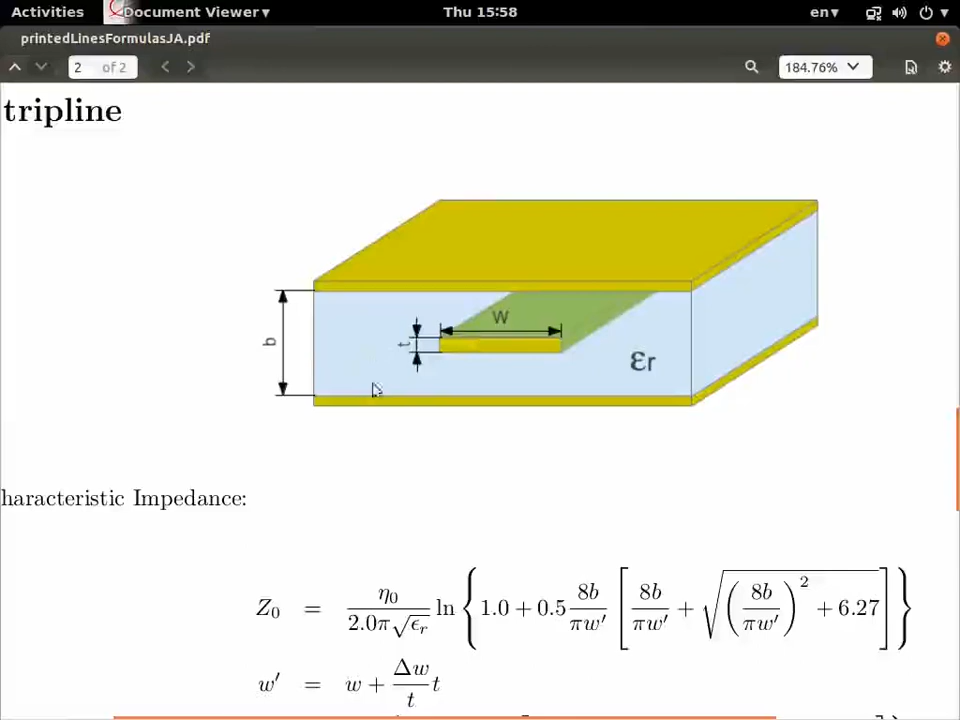 Activities Document Viewer▾ Thu 15:58 en▾
printedLinesFormulasJA.pdf
2 of 2 184.76%
tripline
W
t
b
εr
haracteristic Impedance:
Z₀ = η₀ / (2.0π√ϵᵣ) ln { 1.0 + 0.5 8b/πw′ [ 8b/πw′ + √( (8b/πw′)² + 6.27 ) ] }
w′ = w + Δw/t t